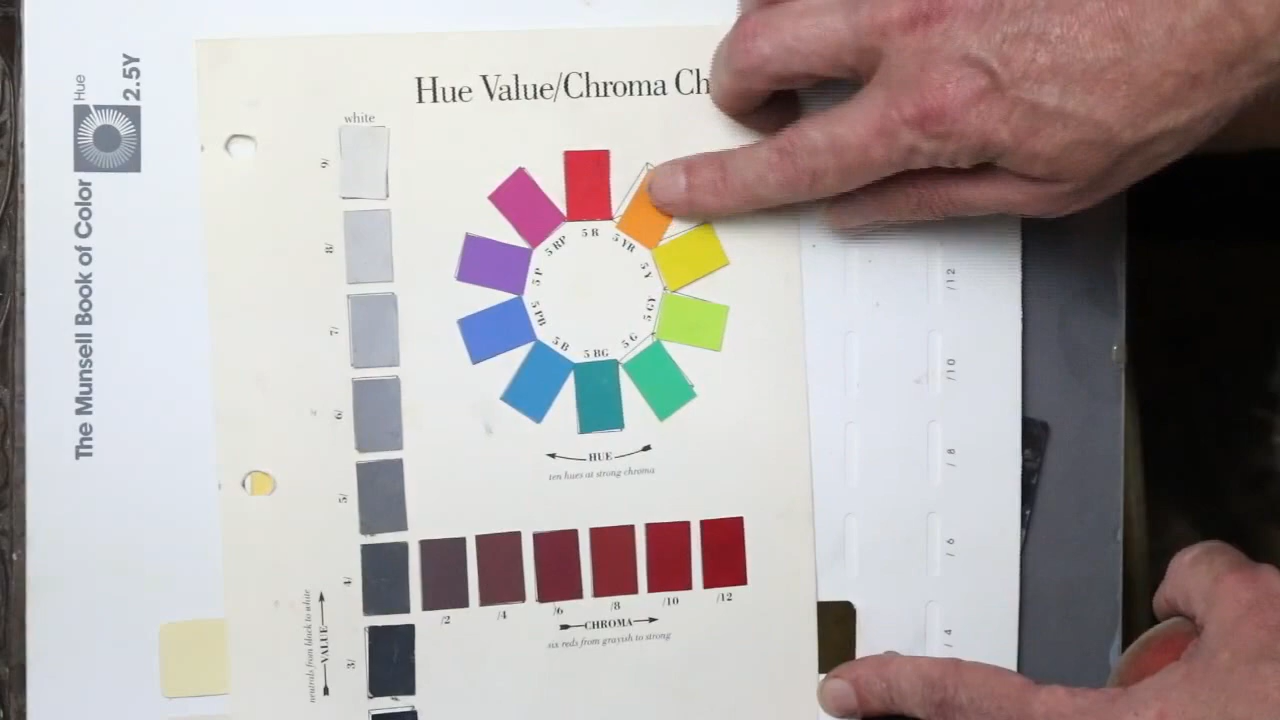 The Munsell Book of Color
Hue
2.5Y
Hue Value/Chroma Ch
white
9/
8/
7/
6/
5/
4/
3/
5 R
5 YR
5 Y
5 GY
5 G
5 BG
5 B
5 PB
5 P
5 RP
HUE
ten hues at strong chroma
/2
/4
/6
/8
/10
/12
CHROMA
six reds from grayish to strong
VALUE
neutrals from black to white
/12
/10
/8
/6
/4